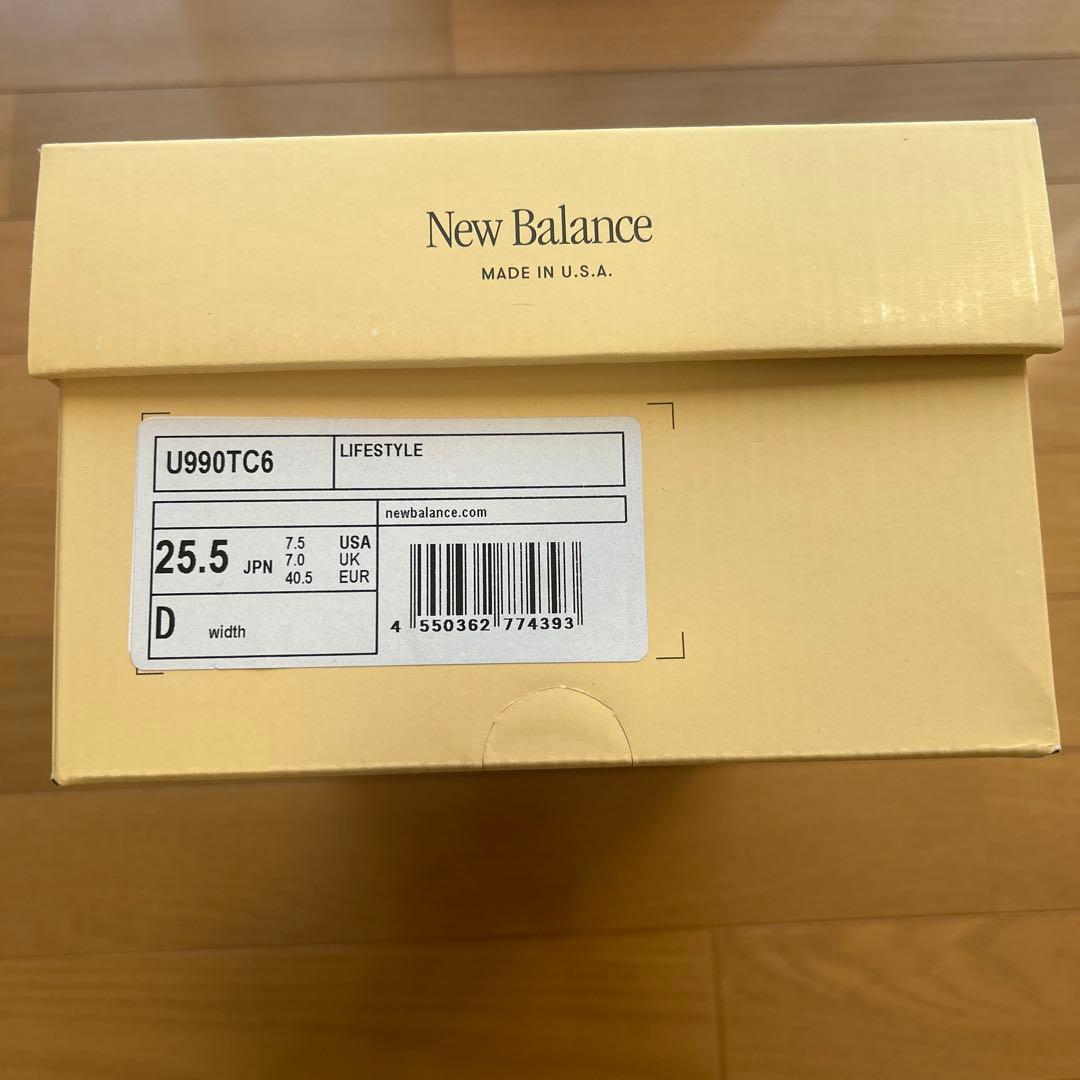 New Balance
MADE IN U.S.A.
U990TC6
LIFESTYLE
newbalance.com
25.5 JPN
7.5 USA
7.0 UK
40.5 EUR
D width
4 550362 774393